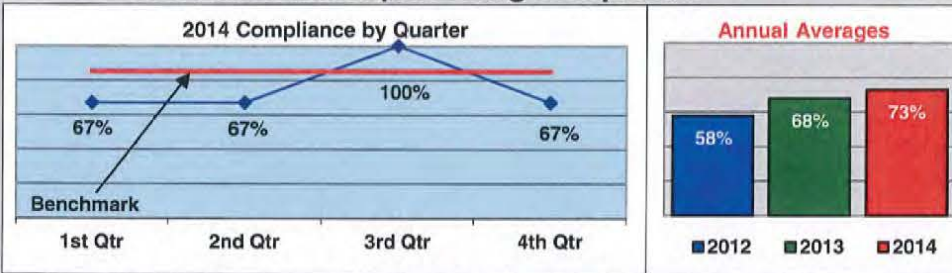 2014 Compliance by Quarter
67%
67%
100%
67%
Benchmark
1st Qtr 2nd Qtr 3rd Qtr 4th Qtr
Annual Averages
58%
68%
73%
2012 2013 2014